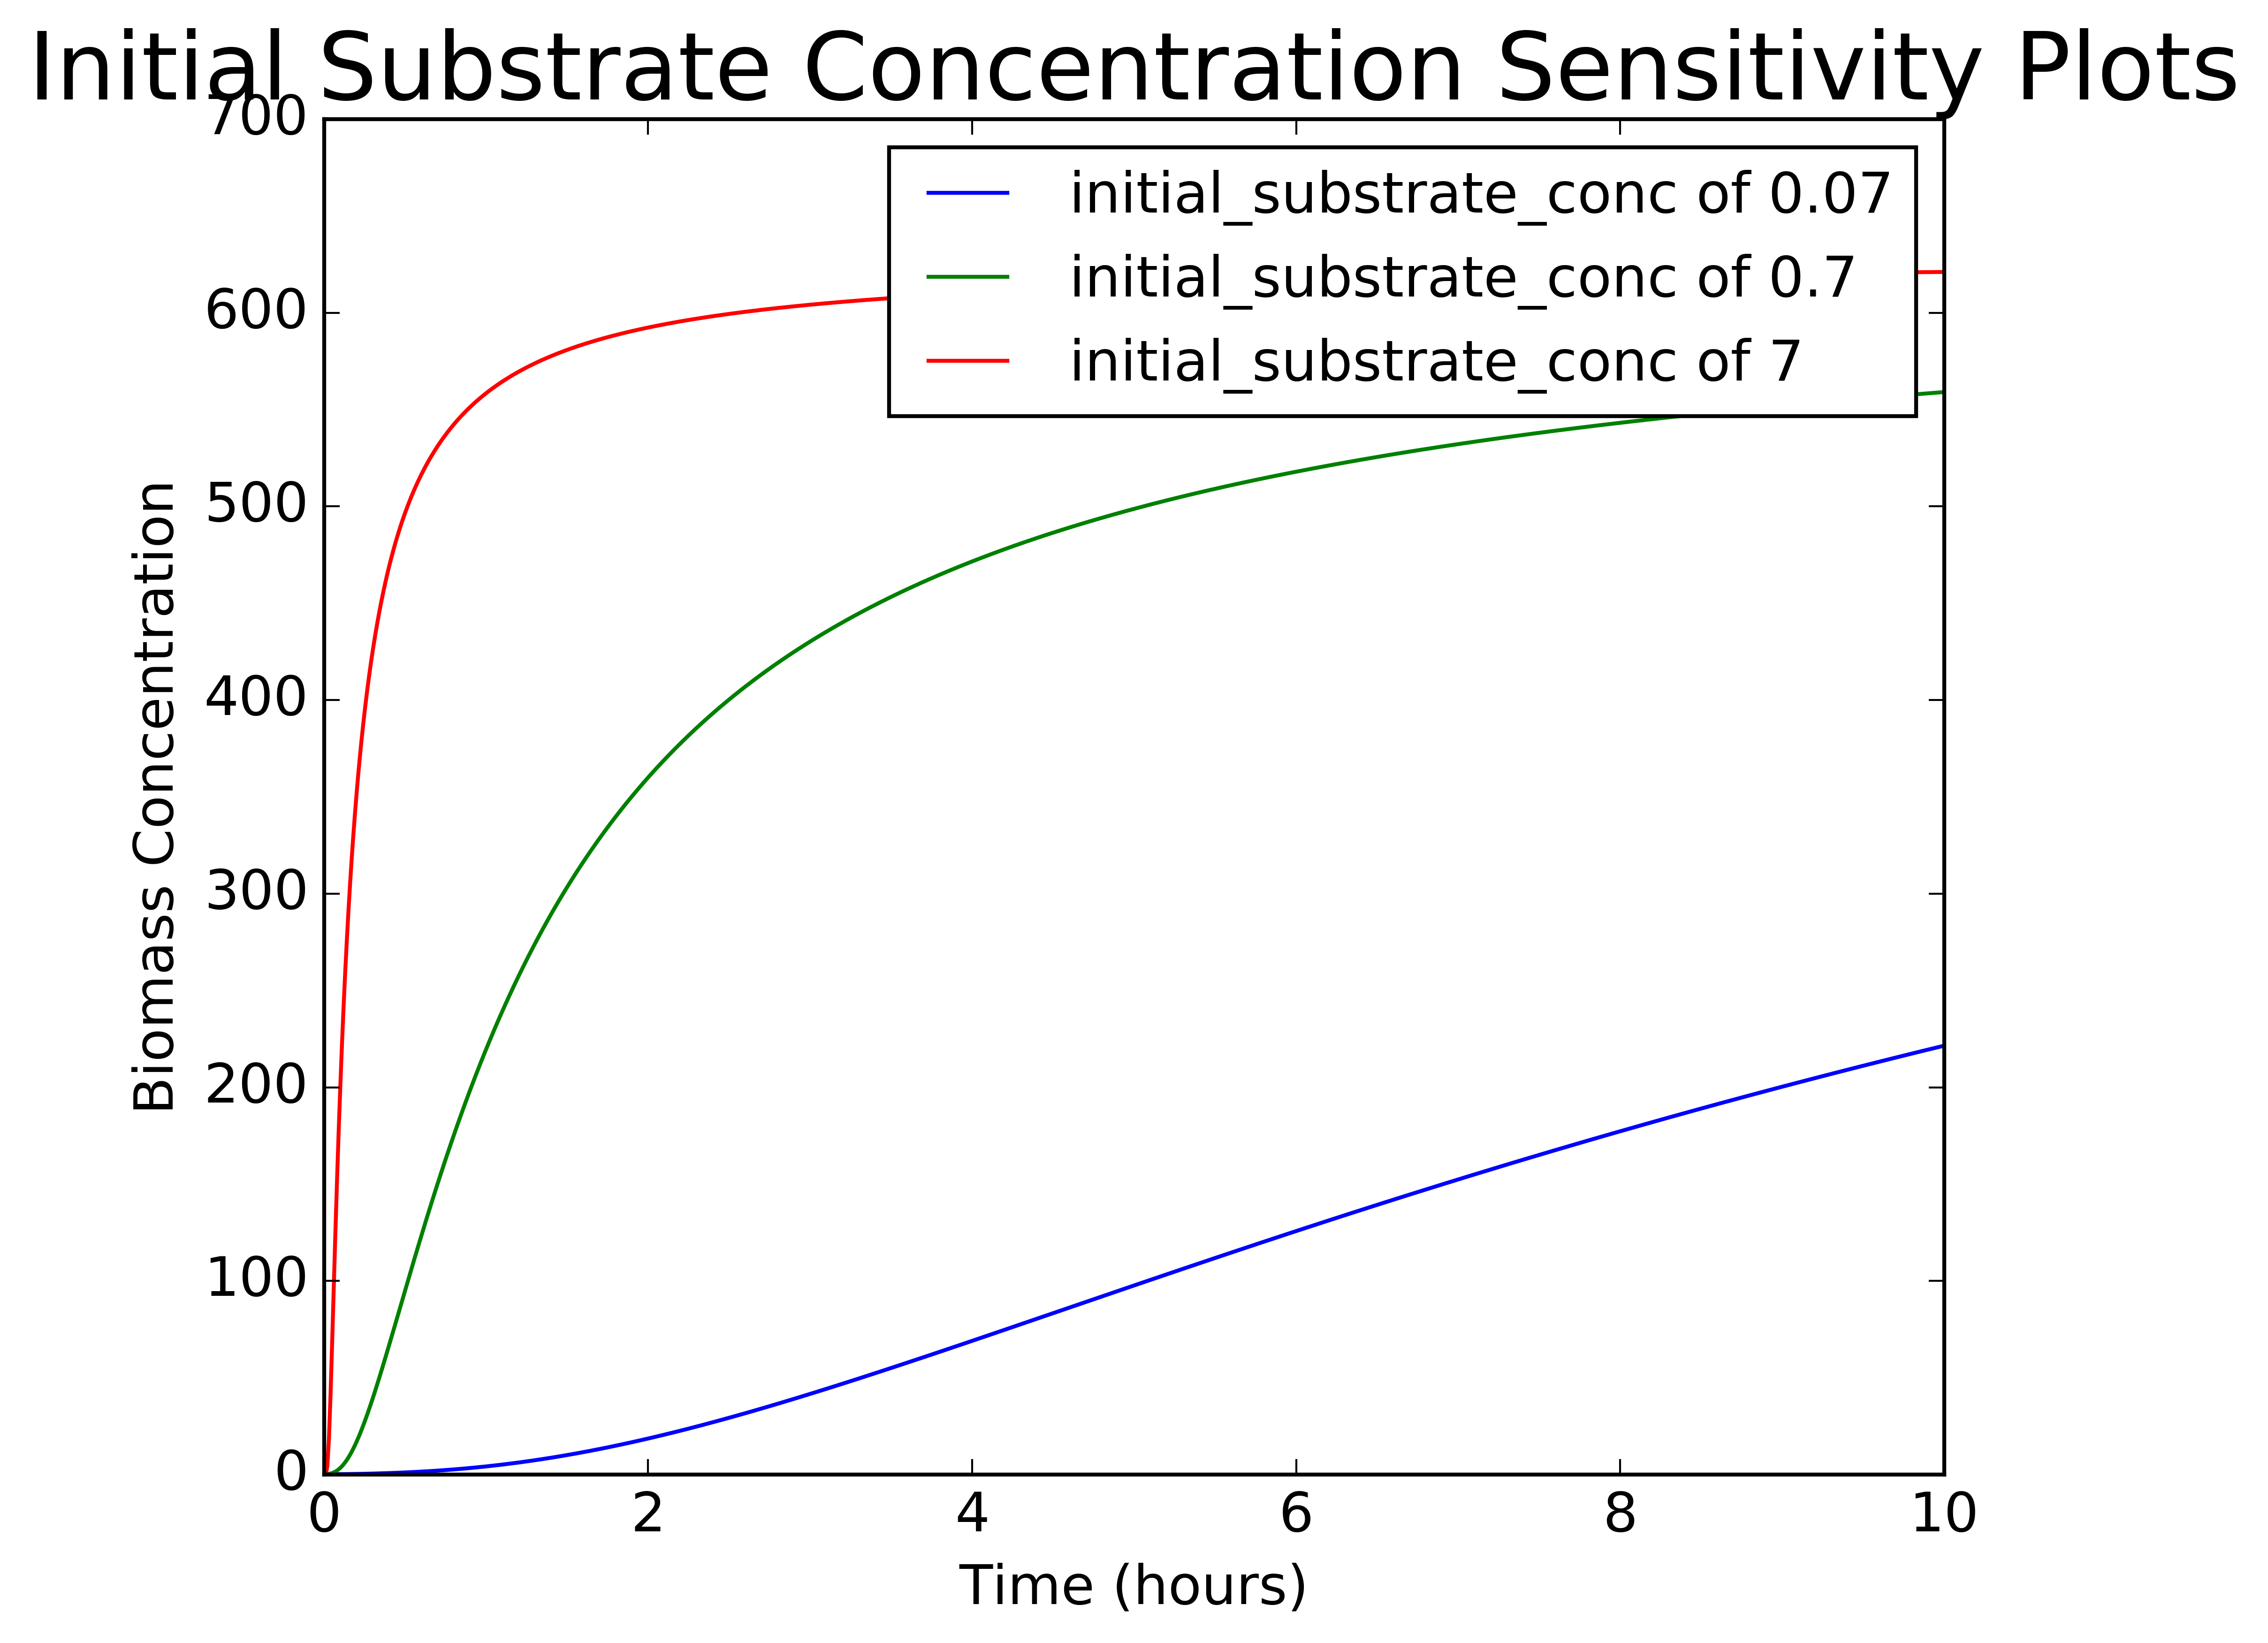 Initial Substrate Concentration Sensitivity Plots
700
600
500
400
300
200
100
0
Biomass Concentration
initial_substrate_conc of 0.07
initial_substrate_conc of 0.7
initial_substrate_conc of 7
0 2 4 6 8 10
Time (hours)